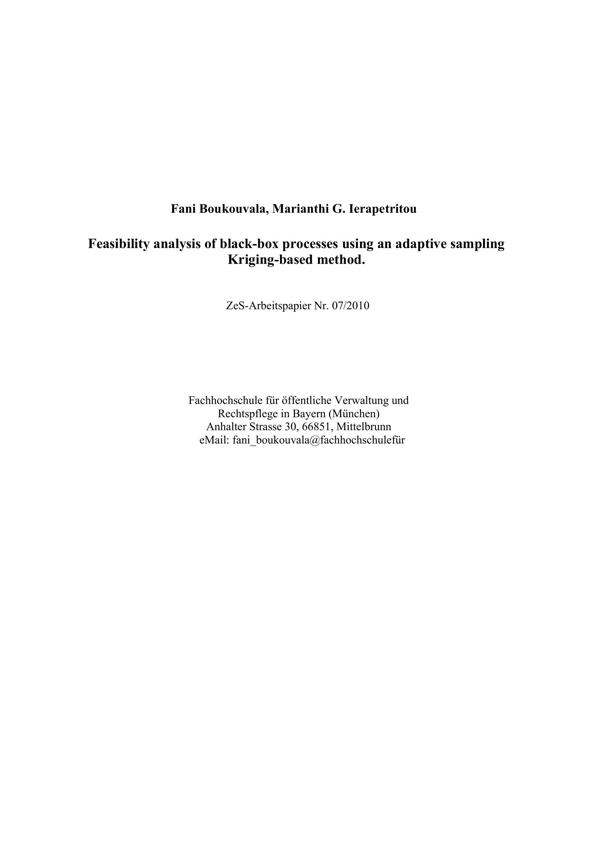 Fani Boukouvala, Marianthi G. Ierapetritou
Feasibility analysis of black-box processes using an adaptive sampling
Kriging-based method.
ZeS-Arbeitspapier Nr. 07/2010
Fachhochschule für öffentliche Verwaltung und
Rechtspflege in Bayern (München)
Anhalter Strasse 30, 66851, Mittelbrunn
eMail: fani_boukouvala@fachhochschulefür